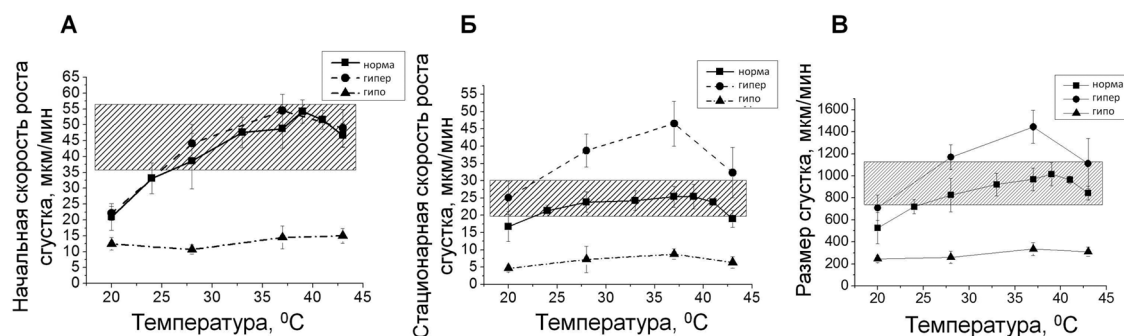 А
Начальная скорость роста
сгустка, мкм/мин
норма
гипер
гипо
65
60
55
50
45
40
35
30
25
20
15
10
5
0
20 25 30 35 40 45
Температура, ⁰С
Б
Стационарная скорость роста
сгустка, мкм/мин
норма
гипер
гипо
55
50
45
40
35
30
25
20
15
10
5
0
20 25 30 35 40 45
Температура, ⁰С
В
Размер сгустка, мкм/мин
норма
гипер
гипо
1600
1400
1200
1000
800
600
400
200
0
20 25 30 35 40 45
Температура, ⁰С